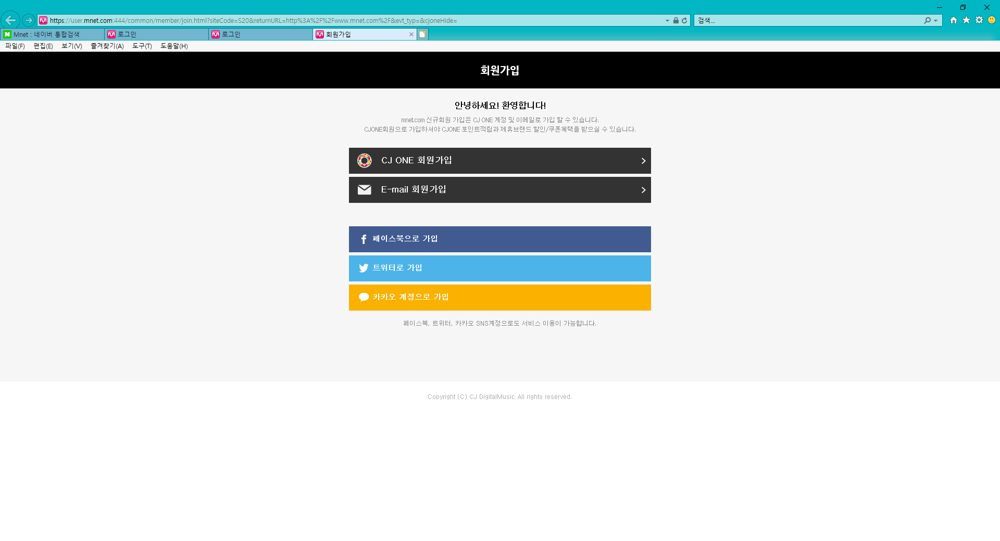 https://user.mnet.com:444/common/member/join.html?siteCode=S20&returnURL=http%3A%2F%2Fwww.mnet.com%2F&evt_typ=&cjoneHide=
검색...
Mnet : 네이버 통합검색
로그인
로그인
회원가입
파일(F) 편집(E) 보기(V) 즐겨찾기(A) 도구(T) 도움말(H)
회원가입
안녕하세요! 환영합니다!
mnet.com 신규회원 가입은 CJ ONE 계정 및 이메일로 가입 할 수 있습니다.
CJONE회원으로 가입하셔야 CJONE 포인트적립과 제휴브랜드 할인/쿠폰혜택을 받으실 수 있습니다.
CJ ONE 회원가입
E-mail 회원가입
페이스북으로 가입
트위터로 가입
카카오 계정으로 가입
페이스북, 트위터, 카카오 SNS계정으로도 서비스 이용이 가능합니다.
Copyright (C) CJ DigitalMusic All rights reserved.